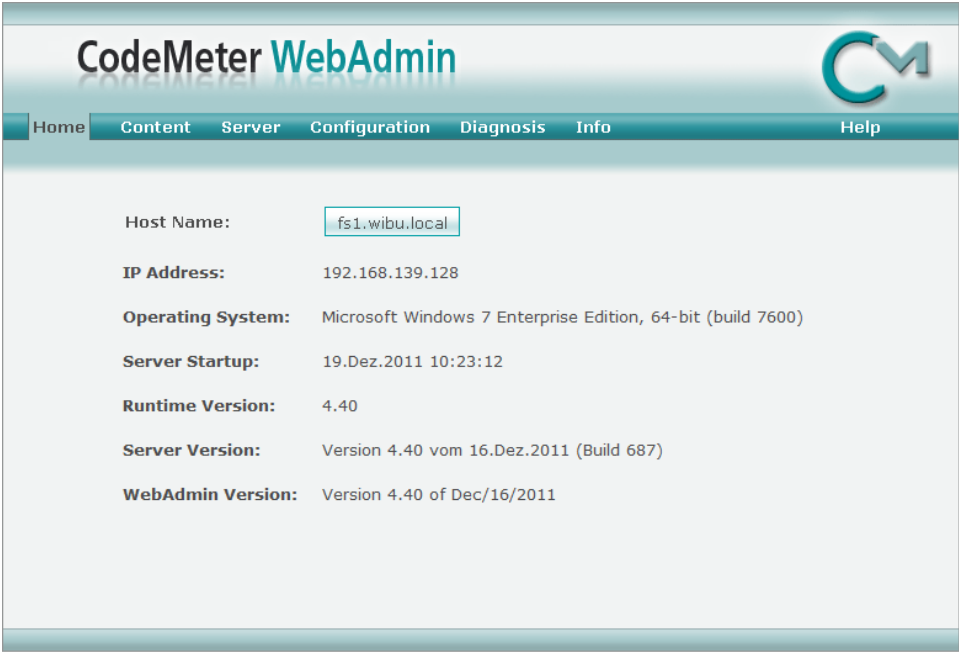 CodeMeter WebAdmin
CM
Home Content Server Configuration Diagnosis Info Help
Host Name: fs1.wibu.local
IP Address: 192.168.139.128
Operating System: Microsoft Windows 7 Enterprise Edition, 64-bit (build 7600)
Server Startup: 19.Dez.2011 10:23:12
Runtime Version: 4.40
Server Version: Version 4.40 vom 16.Dez.2011 (Build 687)
WebAdmin Version: Version 4.40 of Dec/16/2011